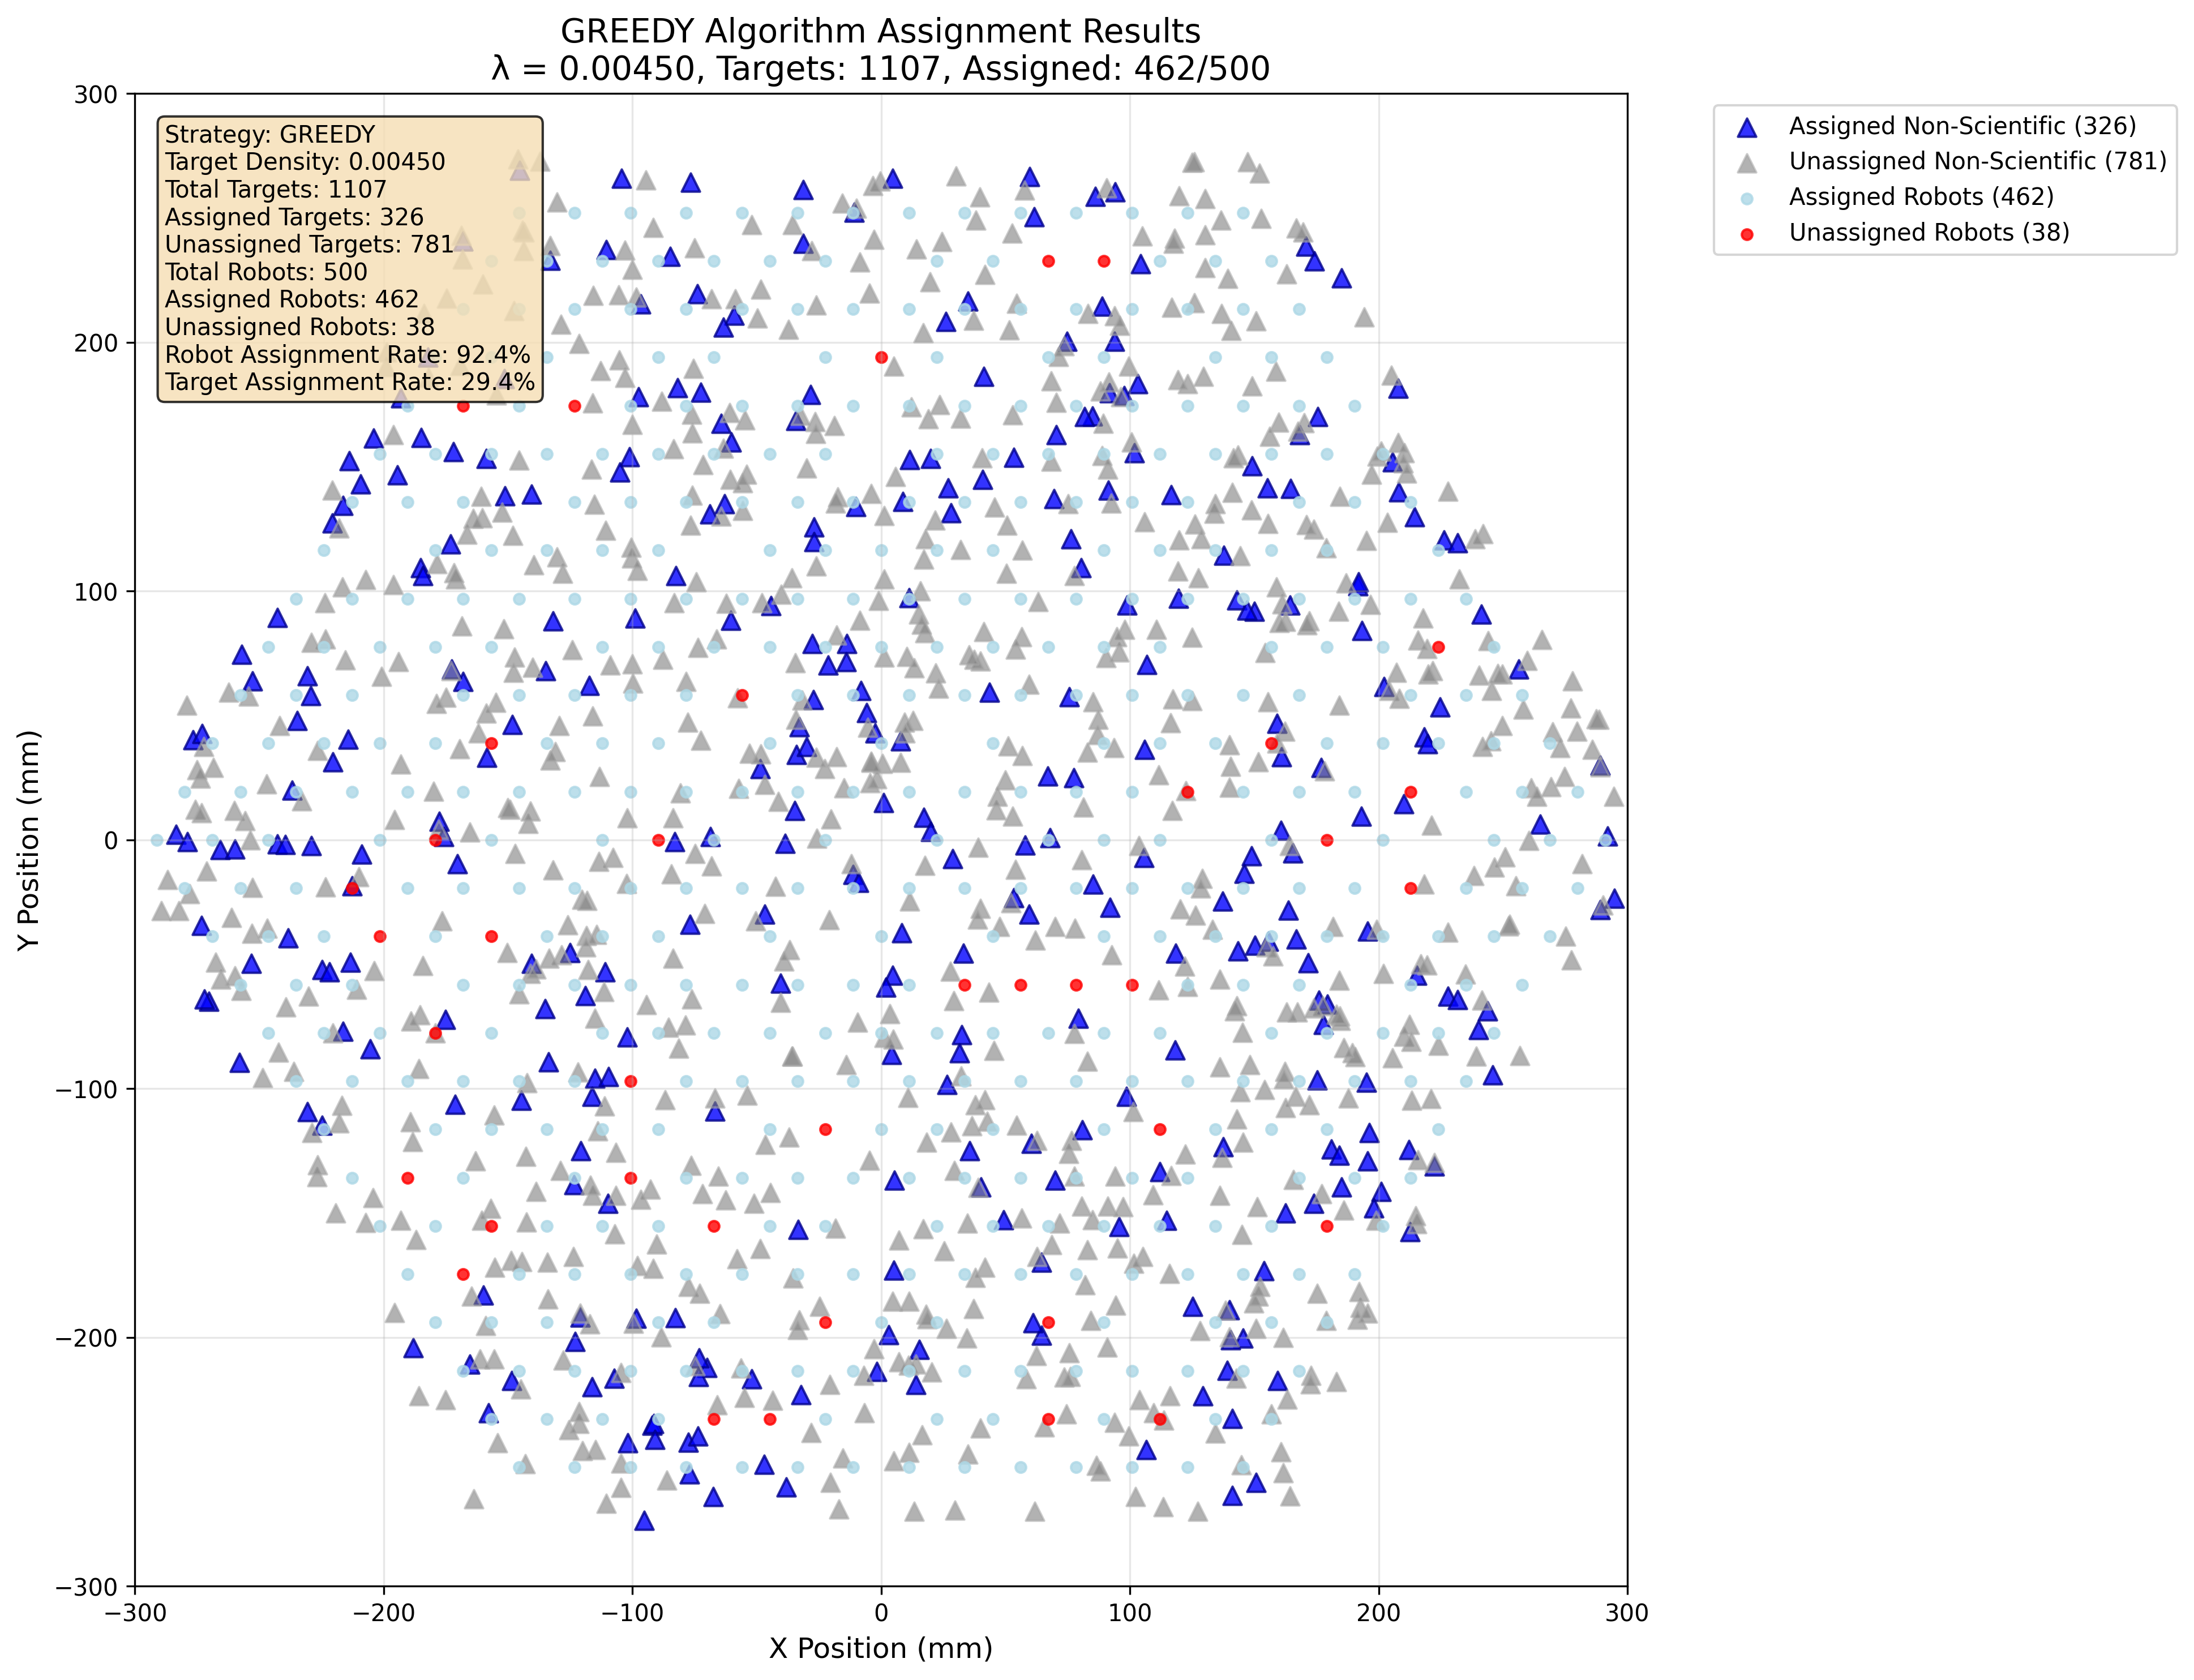 GREEDY Algorithm Assignment Results
λ = 0.00450, Targets: 1107, Assigned: 462/500
Strategy: GREEDY
Target Density: 0.00450
Total Targets: 1107
Assigned Targets: 326
Unassigned Targets: 781
Total Robots: 500
Assigned Robots: 462
Unassigned Robots: 38
Robot Assignment Rate: 92.4%
Target Assignment Rate: 29.4%
Assigned Non-Scientific (326)
Unassigned Non-Scientific (781)
Assigned Robots (462)
Unassigned Robots (38)
Y Position (mm)
300
200
100
0
−100
−200
−300
−300
−200
−100
0
100
200
300
X Position (mm)